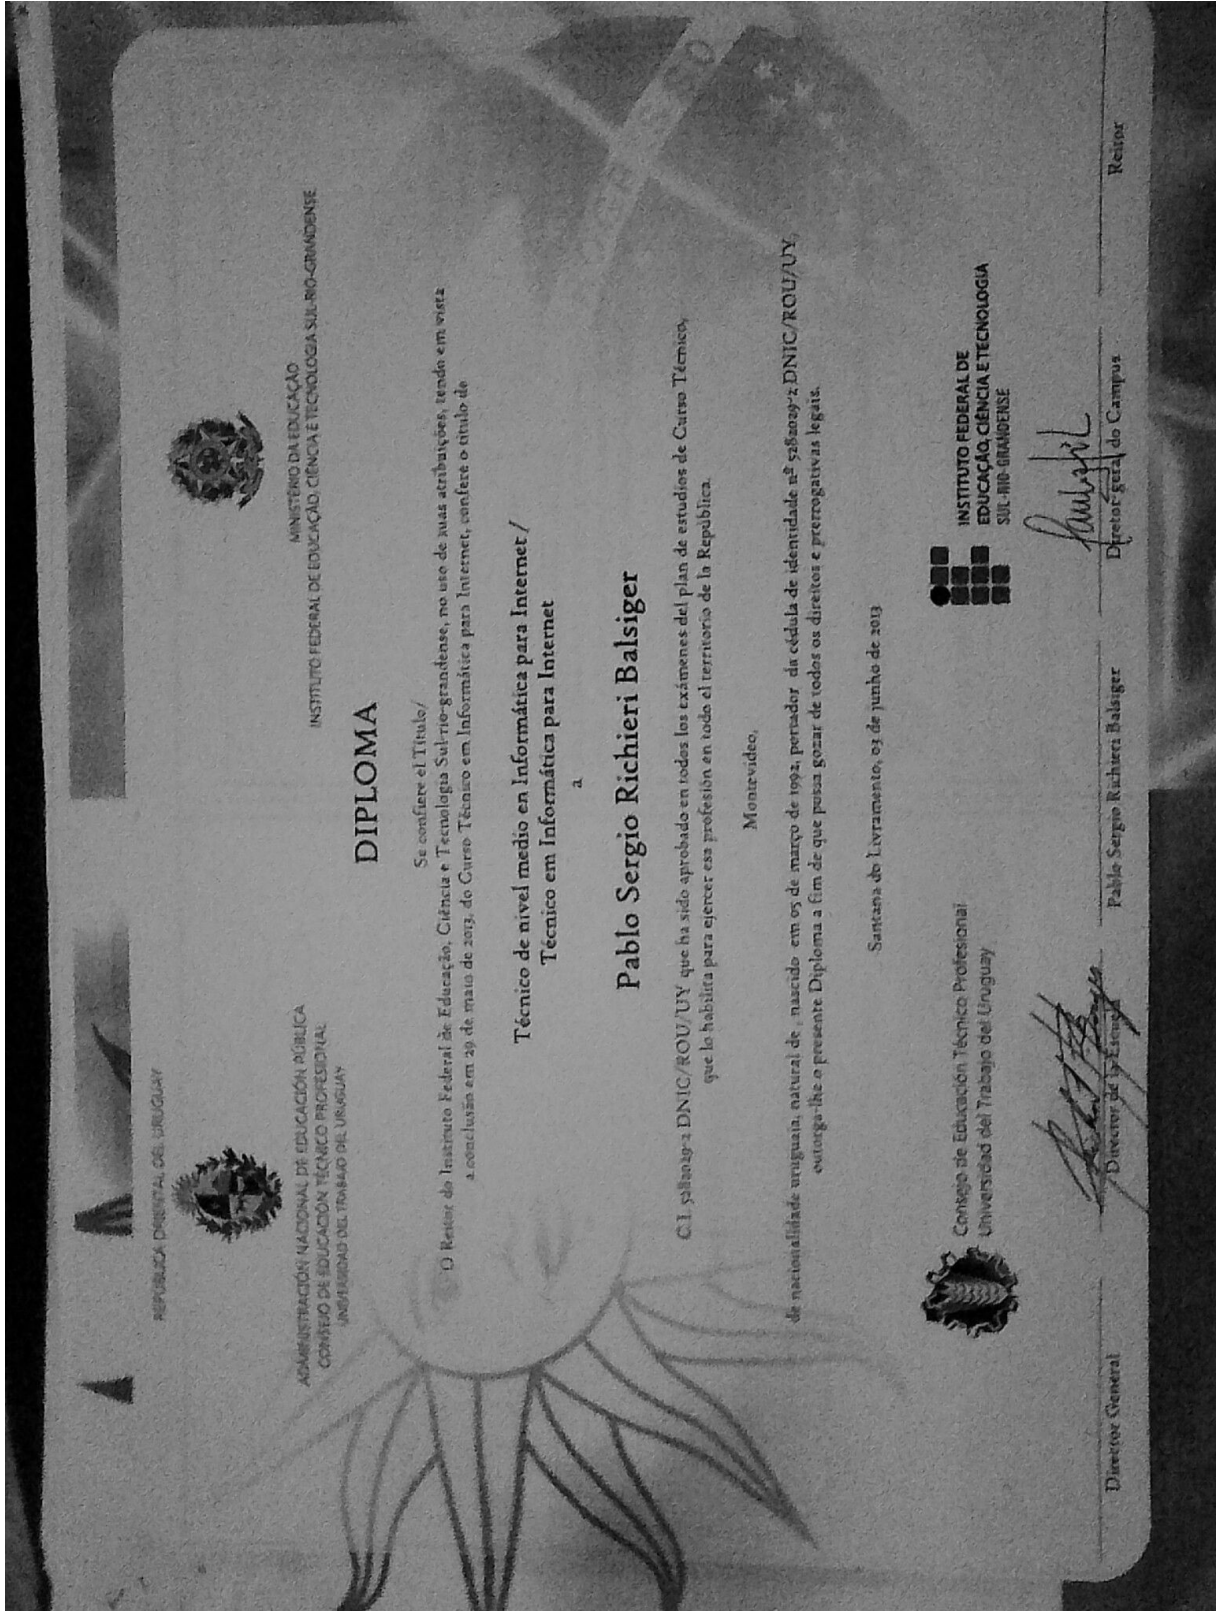 REPÚBLICA ORIENTAL DEL URUGUAY
ADMINISTRACIÓN NACIONAL DE EDUCACIÓN PÚBLICA
CONSEJO DE EDUCACIÓN TÉCNICO PROFESIONAL
UNIVERSIDAD DEL TRABAJO DEL URUGUAY
MINISTÉRIO DA EDUCAÇÃO
INSTITUTO FEDERAL DE EDUCAÇÃO, CIÊNCIA E TECNOLOGIA SUL-RIO-GRANDENSE
DIPLOMA
Se confiere el Título/
O Reitor do Instituto Federal de Educação, Ciência e Tecnologia Sul-rio-grandense, no uso de suas atribuições, tendo em vista
a conclusão em 29 de maio de 2013, do Curso Técnico em Informática para Internet, confere o título de
Técnico de nível medio en Informática para Internet /
Técnico em Informática para Internet
a
Pablo Sergio Richieri Balsiger
C.I. 5282029-2 DNIC/ROU/UY que ha sido aprobado en todos los exámenes del plan de estudios de Curso Técnico,
que lo habilita para ejercer esa profesión en todo el territorio de la República.
Montevideo,
de nacionalidade uruguaia, natural de , nascido em 05 de março de 1992, portador da cédula de identidade nº 5282029-2 DNIC/ROU/UY,
outorga-lhe o presente Diploma a fim de que possa gozar de todos os direitos e prerrogativas legais.
Santana do Livramento, 03 de junho de 2013
Consejo de Educación Técnico Profesional
Universidad del Trabajo del Uruguay
INSTITUTO FEDERAL DE
EDUCAÇÃO, CIÊNCIA E TECNOLOGIA
SUL-RIO-GRANDENSE
Director General
Director de la Escuela
Pablo Sergio Richieri Balsiger
Diretor-geral do Campus
Reitor